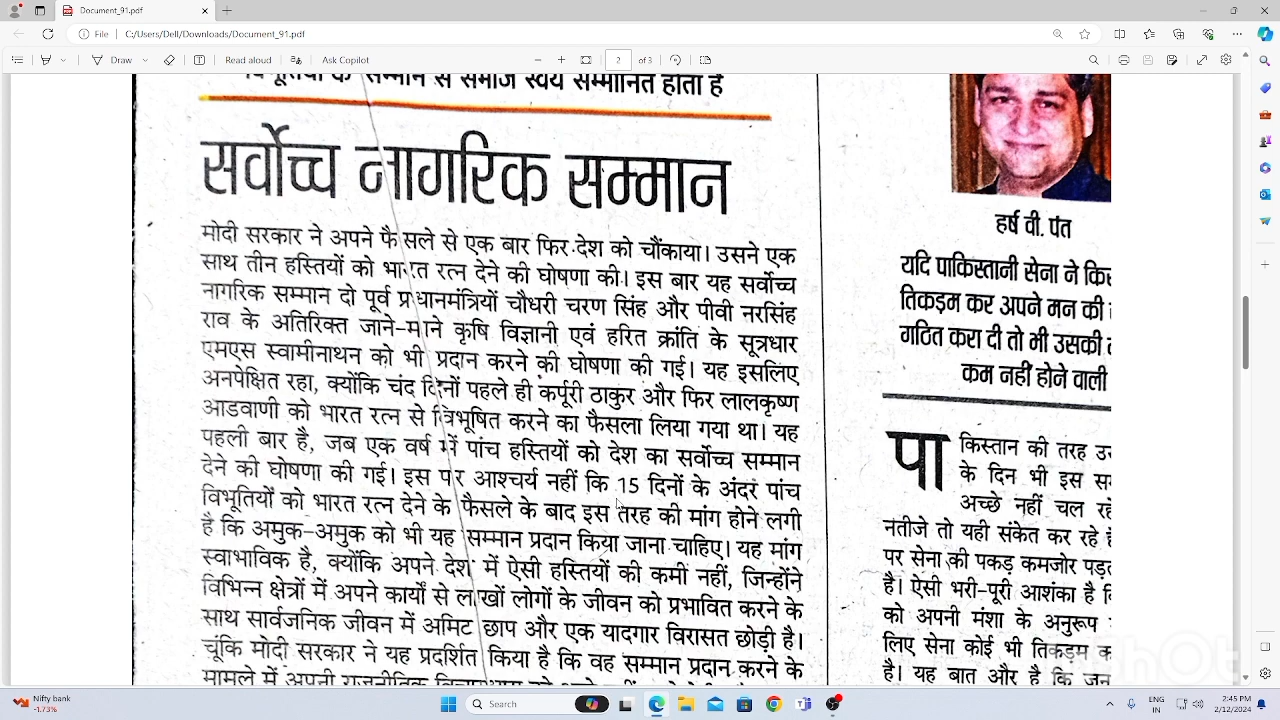 Document_91.pdf
File
C:/Users/Dell/Downloads/Document_91.pdf
Draw
Read aloud
Ask Copilot
2
of 3
सम्मान से समाज स्वयं सम्मानित होता है
सर्वोच्च नागरिक सम्मान
मोदी सरकार ने अपने फैसले से एक बार फिर देश को चौंकाया। उसने एक
साथ तीन हस्तियों को भारत रत्न देने की घोषणा की। इस बार यह सर्वोच्च
नागरिक सम्मान दो पूर्व प्रधानमंत्रियों चौधरी चरण सिंह और पीवी नरसिंह
राव के अतिरिक्त जाने-माने कृषि विज्ञानी एवं हरित क्रांति के सूत्रधार
एमएस स्वामीनाथन को भी प्रदान करने की घोषणा की गई। यह इसलिए
अनपेक्षित रहा, क्योंकि चंद दिनों पहले ही कर्पूरी ठाकुर और फिर लालकृष्ण
आडवाणी को भारत रत्न से विभूषित करने का फैसला लिया गया था। यह
पहली बार है, जब एक वर्ष में पांच हस्तियों को देश का सर्वोच्च सम्मान
देने की घोषणा की गई। इस पर आश्चर्य नहीं कि 15 दिनों के अंदर पांच
विभूतियों को भारत रत्न देने के फैसले के बाद इस तरह की मांग होने लगी
है कि अमुक-अमुक को भी यह सम्मान प्रदान किया जाना चाहिए। यह मांग
स्वाभाविक है, क्योंकि अपने देश में ऐसी हस्तियों की कमी नहीं, जिन्होंने
विभिन्न क्षेत्रों में अपने कार्यों से लाखों लोगों के जीवन को प्रभावित करने के
साथ सार्वजनिक जीवन में अमिट छाप और एक यादगार विरासत छोड़ी है।
चूंकि मोदी सरकार ने यह प्रदर्शित किया है कि वह सम्मान प्रदान करने के
मामले में अपनी राजनीतिक
हर्ष वी. पंत
यदि पाकिस्तानी सेना ने
तिकड़म कर अपने मन की
गठित करा दी तो भी उसकी
कम नहीं होने वाली
पाकिस्तान की तरह
के दिन भी इस
अच्छे नहीं चल
नतीजे तो यही संकेत कर रहे
पर सेना की पकड़ कमजोर
है। ऐसी भरी-पूरी आशंका है
को अपनी मंशा के अनुरूप
लिए सेना कोई भी तिकड़म
है। यह बात और है कि
Nifty bank
-1.73%
Search
IN
2/12/2024